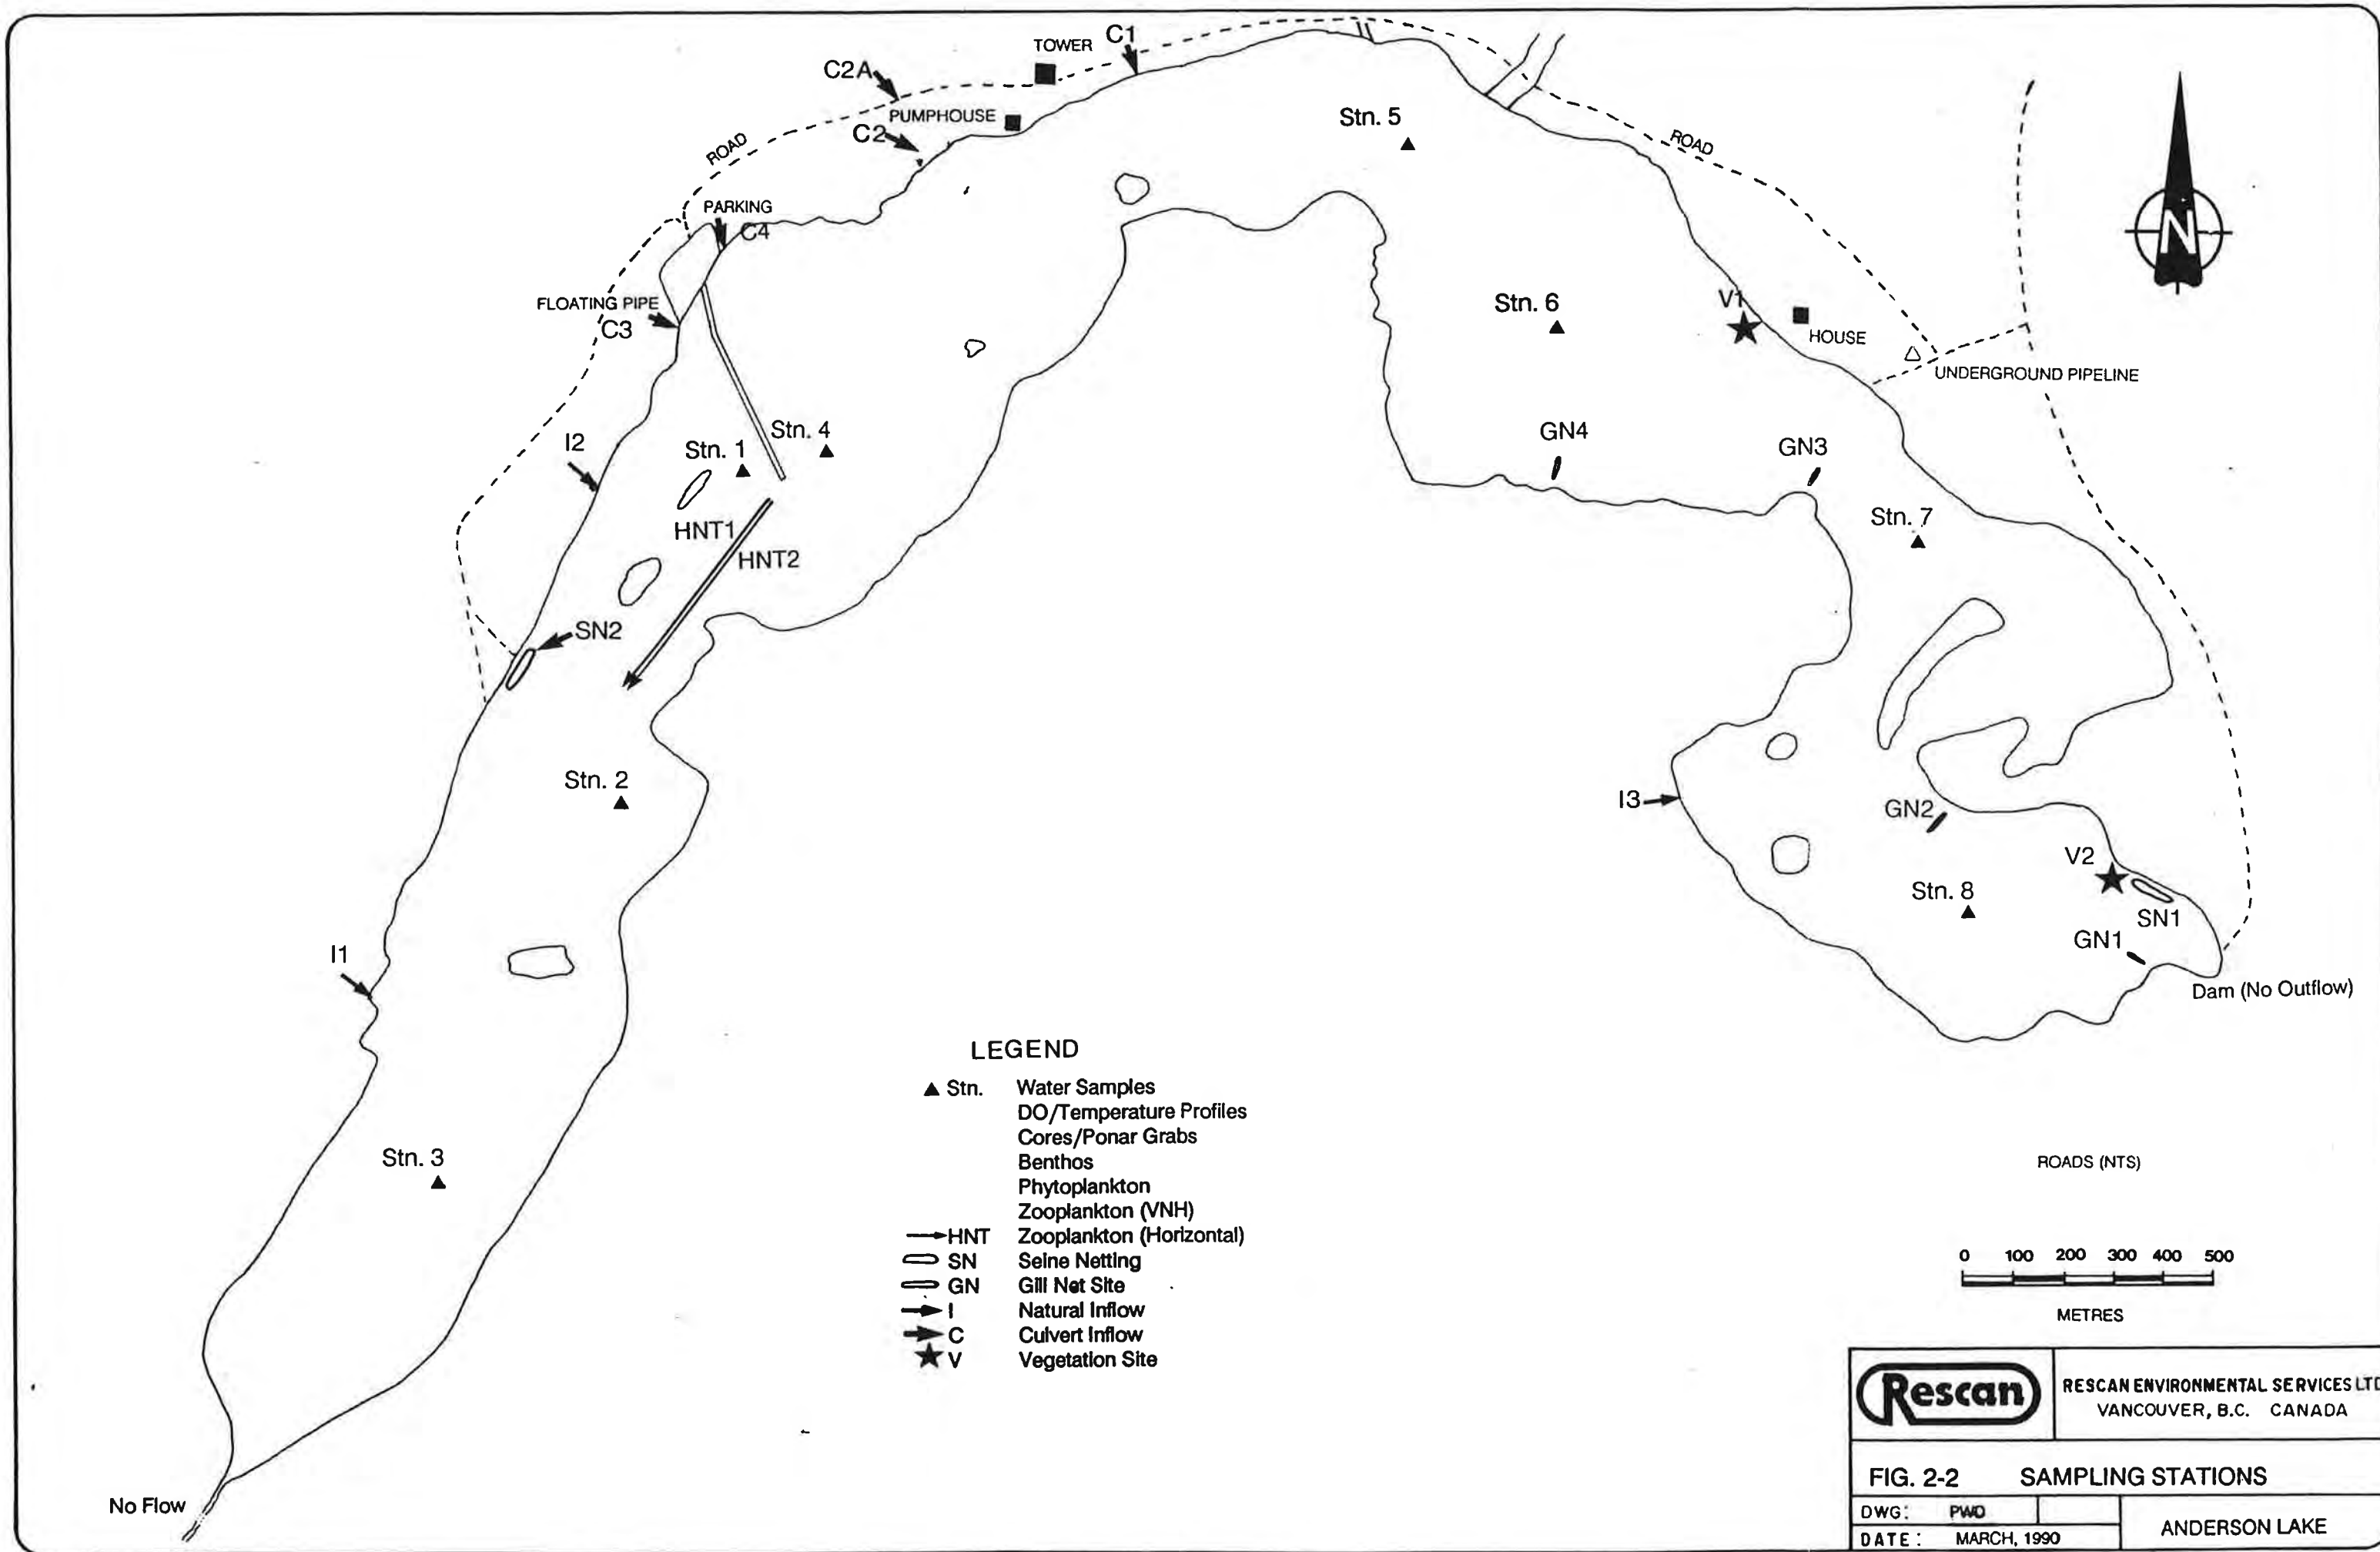 C1
TOWER
C2A
PUMPHOUSE
C2
ROAD
Stn. 5
ROAD
PARKING
C4
N
FLOATING PIPE
C3
Stn. 6
V1
HOUSE
UNDERGROUND PIPELINE
I2
Stn. 1
Stn. 4
GN4
GN3
HNT1
HNT2
Stn. 7
SN2
Stn. 2
I3
GN2
V2
Stn. 8
SN1
GN1
I1
Dam (No Outflow)
Stn. 3
LEGEND
Stn. Water Samples
DO/Temperature Profiles
Cores/Ponar Grabs
Benthos
Phytoplankton
Zooplankton (VNH)
HNT Zooplankton (Horizontal)
SN Seine Netting
GN Gill Net Site
I Natural Inflow
C Culvert Inflow
V Vegetation Site
ROADS (NTS)
0 100 200 300 400 500
METRES
No Flow
Rescan
RESCAN ENVIRONMENTAL SERVICES LTD
VANCOUVER, B.C. CANADA
FIG. 2-2 SAMPLING STATIONS
DWG: PWD
DATE: MARCH, 1990
ANDERSON LAKE